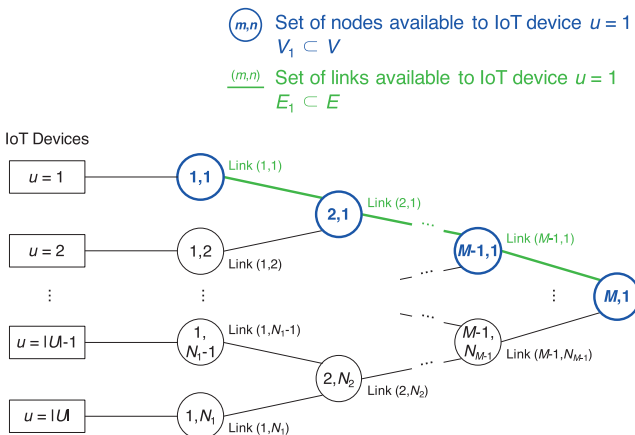 m,n Set of nodes available to IoT device u = 1
V₁ ⊂ V
(m,n) Set of links available to IoT device u = 1
E₁ ⊂ E
IoT Devices
u = 1
1,1
Link (1,1)
2,1
Link (2,1)
...
u = 2
1,2
Link (1,2)
M-1,1
Link (M-1,1)
...
M,1
⋮
⋮
⋮
u = |U|-1
1,
N₁-1
Link (1,N₁-1)
...
M-1,
N_{M-1}
Link (M-1,N_{M-1})
2,N₂
Link (2,N₂)
...
u = |U|
1,N₁
Link (1,N₁)